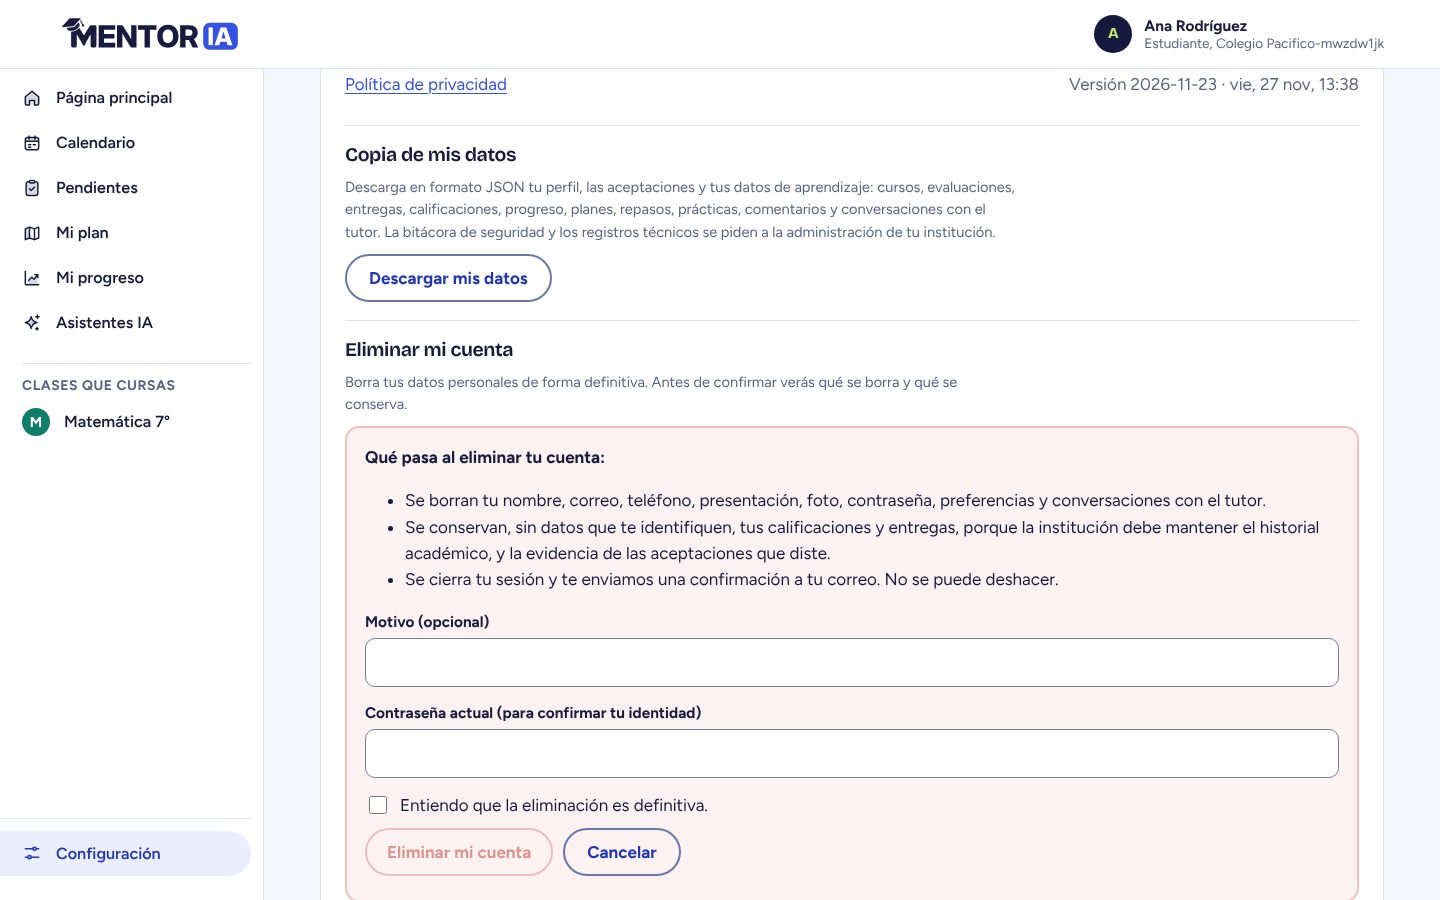 MENTOR IA
A
Ana Rodríguez
Estudiante, Colegio Pacifico-mwzdw1jk
Página principal
Calendario
Pendientes
Mi plan
Mi progreso
Asistentes IA
CLASES QUE CURSAS
M
Matemática 7°
Configuración
Política de privacidad
Versión 2026-11-23 · vie, 27 nov, 13:38
Copia de mis datos
Descarga en formato JSON tu perfil, las aceptaciones y tus datos de aprendizaje: cursos, evaluaciones,
entregas, calificaciones, progreso, planes, repasos, prácticas, comentarios y conversaciones con el
tutor. La bitácora de seguridad y los registros técnicos se piden a la administración de tu institución.
Descargar mis datos
Eliminar mi cuenta
Borra tus datos personales de forma definitiva. Antes de confirmar verás qué se borra y qué se
conserva.
Qué pasa al eliminar tu cuenta:
• Se borran tu nombre, correo, teléfono, presentación, foto, contraseña, preferencias y conversaciones con el tutor.
• Se conservan, sin datos que te identifiquen, tus calificaciones y entregas, porque la institución debe mantener el historial
académico, y la evidencia de las aceptaciones que diste.
• Se cierra tu sesión y te enviamos una confirmación a tu correo. No se puede deshacer.
Motivo (opcional)
Contraseña actual (para confirmar tu identidad)
Entiendo que la eliminación es definitiva.
Eliminar mi cuenta
Cancelar